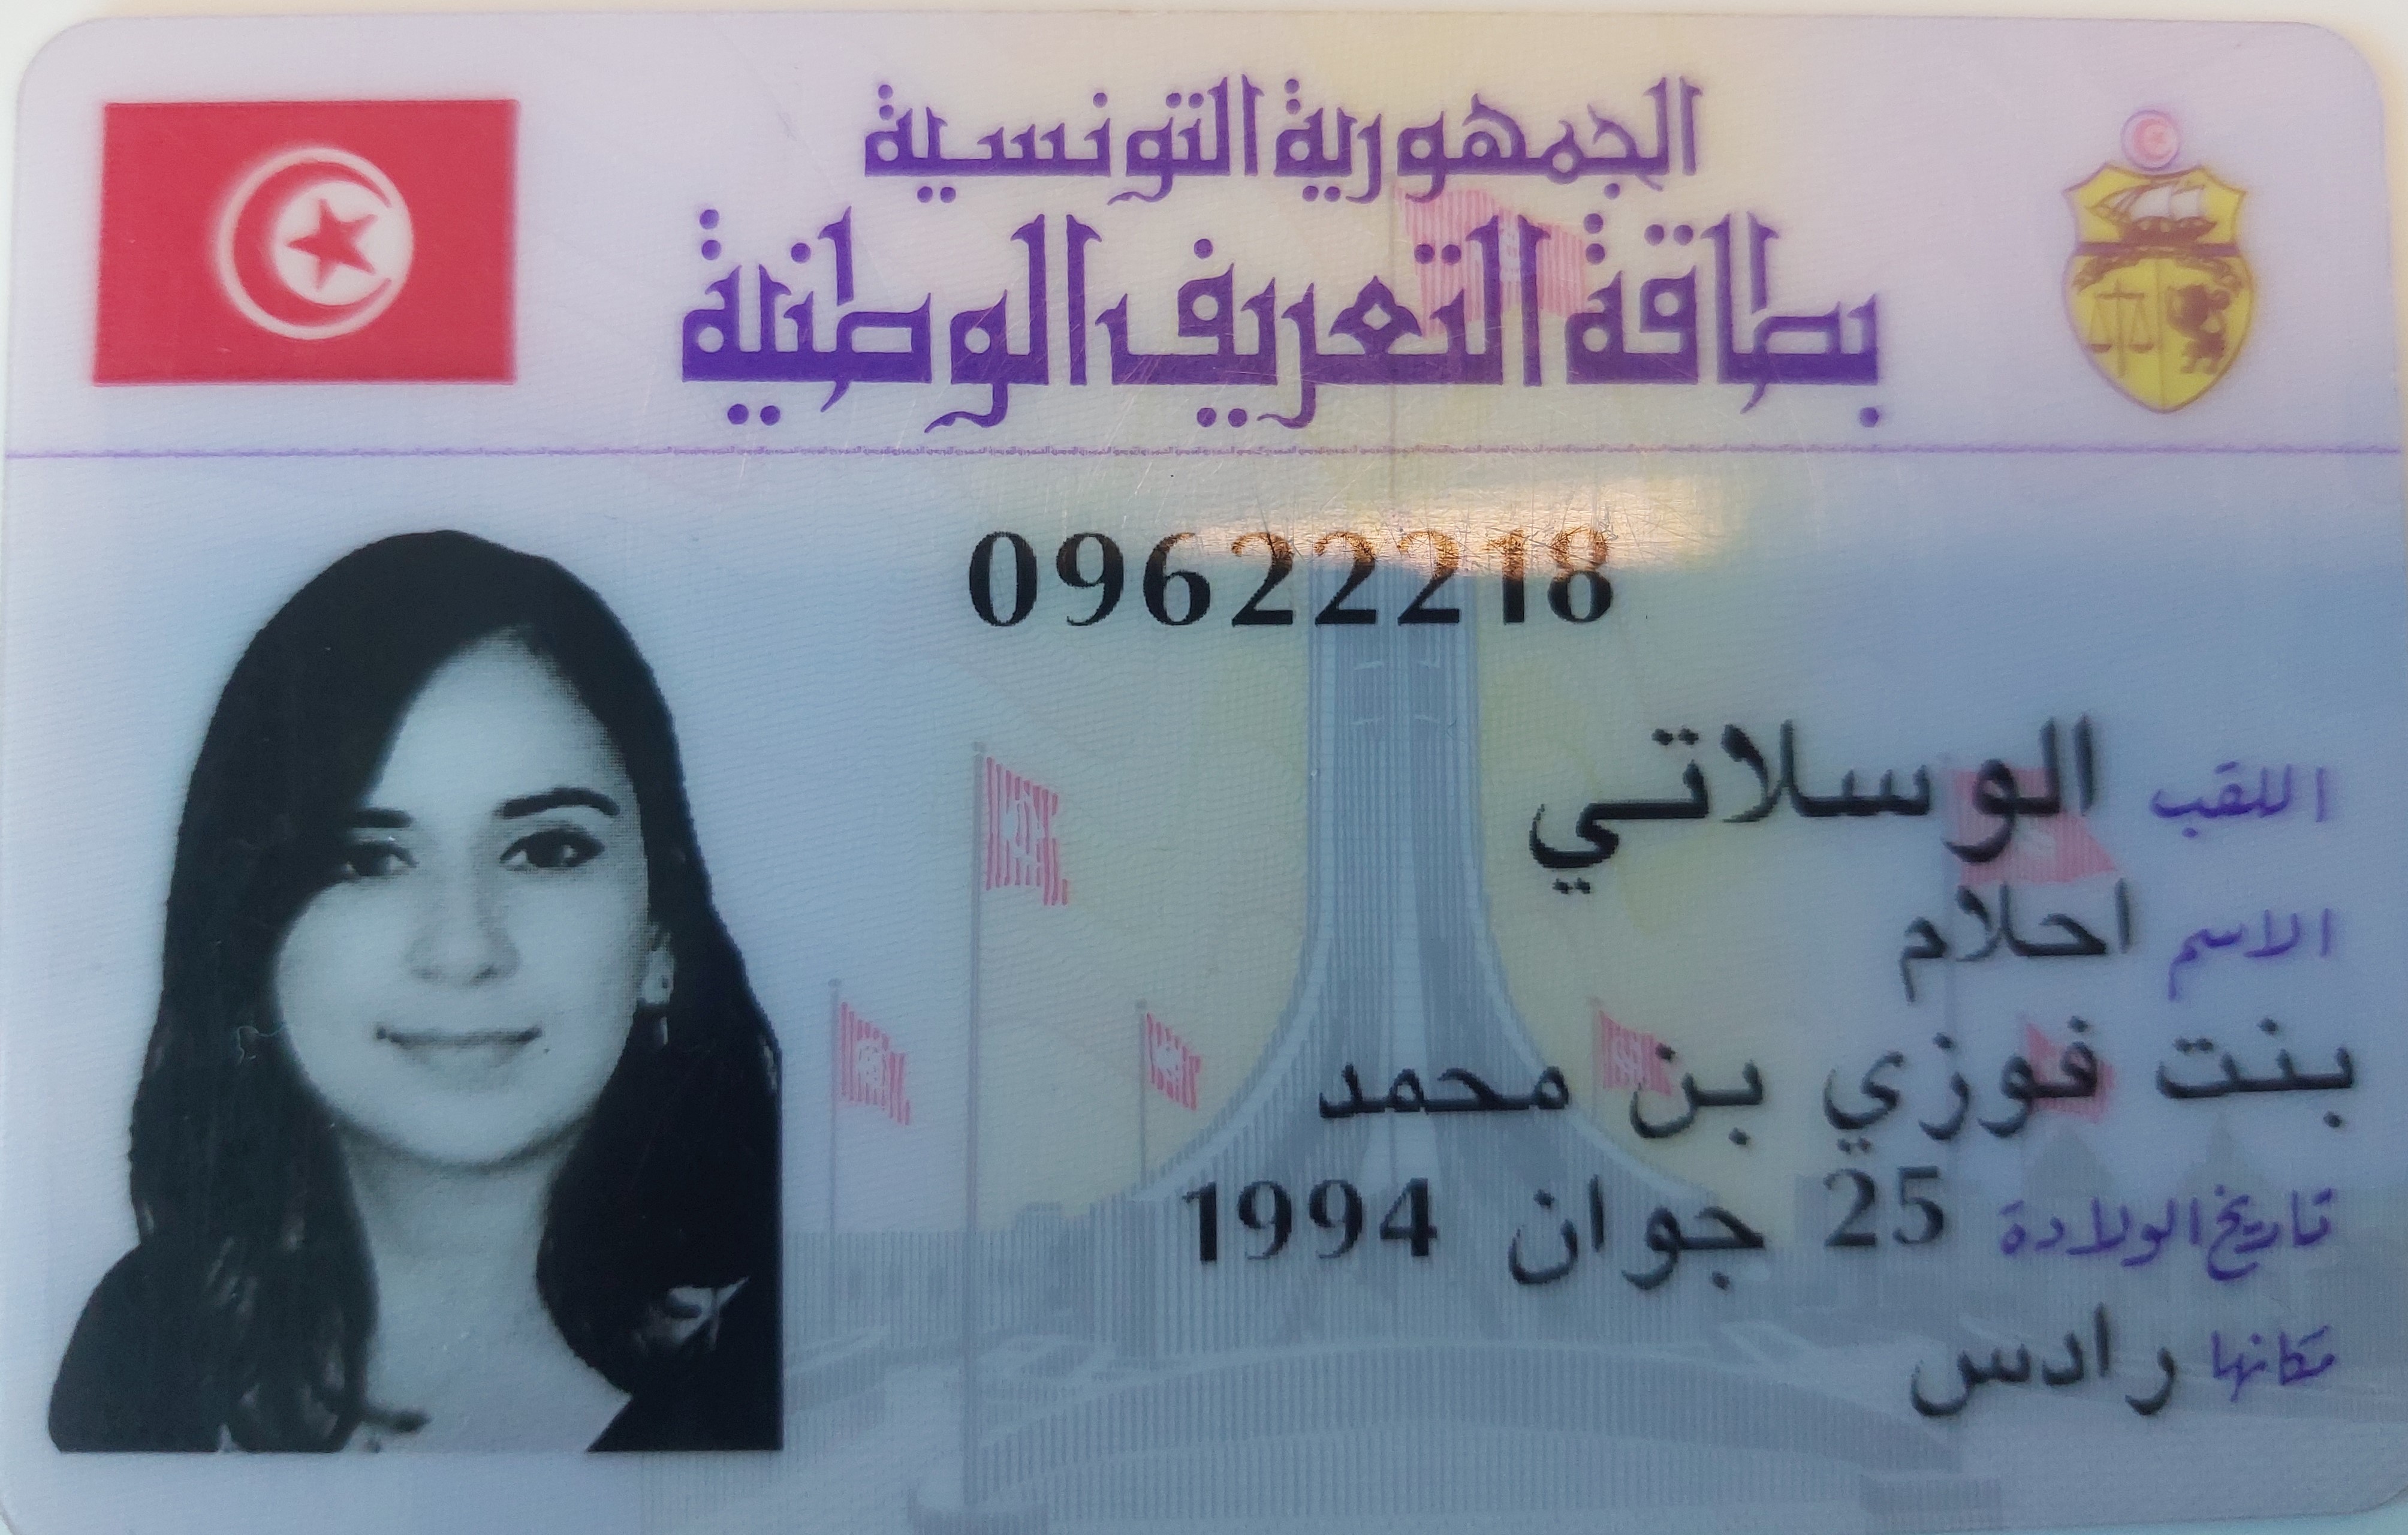 الجمهورية التونسية
بطاقة التعريف الوطنية
09622218
اللقب الوسلاتي
الاسم احلام
بنت فوزي بن محمد
تاريخ الولادة 25 جوان 1994
مكانها رادس